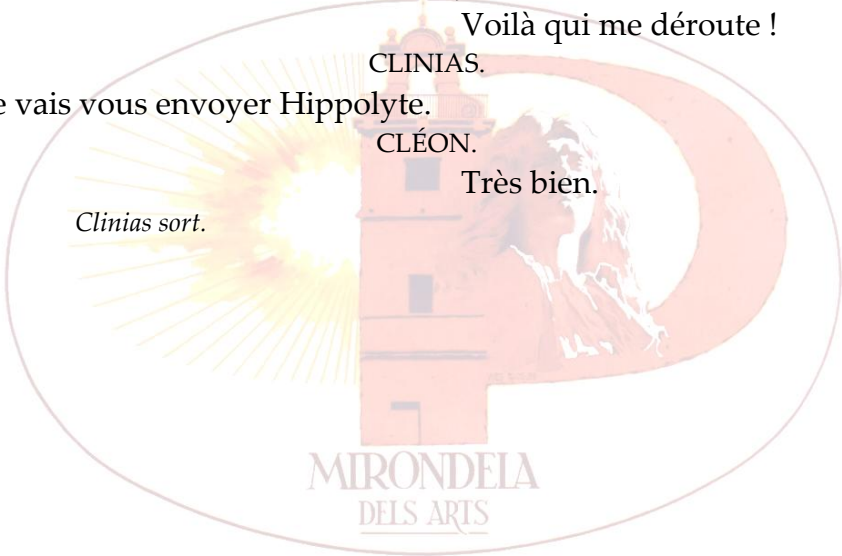 Voilà qui me déroute !
CLINIAS.
e vais vous envoyer Hippolyte.
CLÉON.
Très bien.
Clinias sort.
MIRONDELA
DELS ARTS